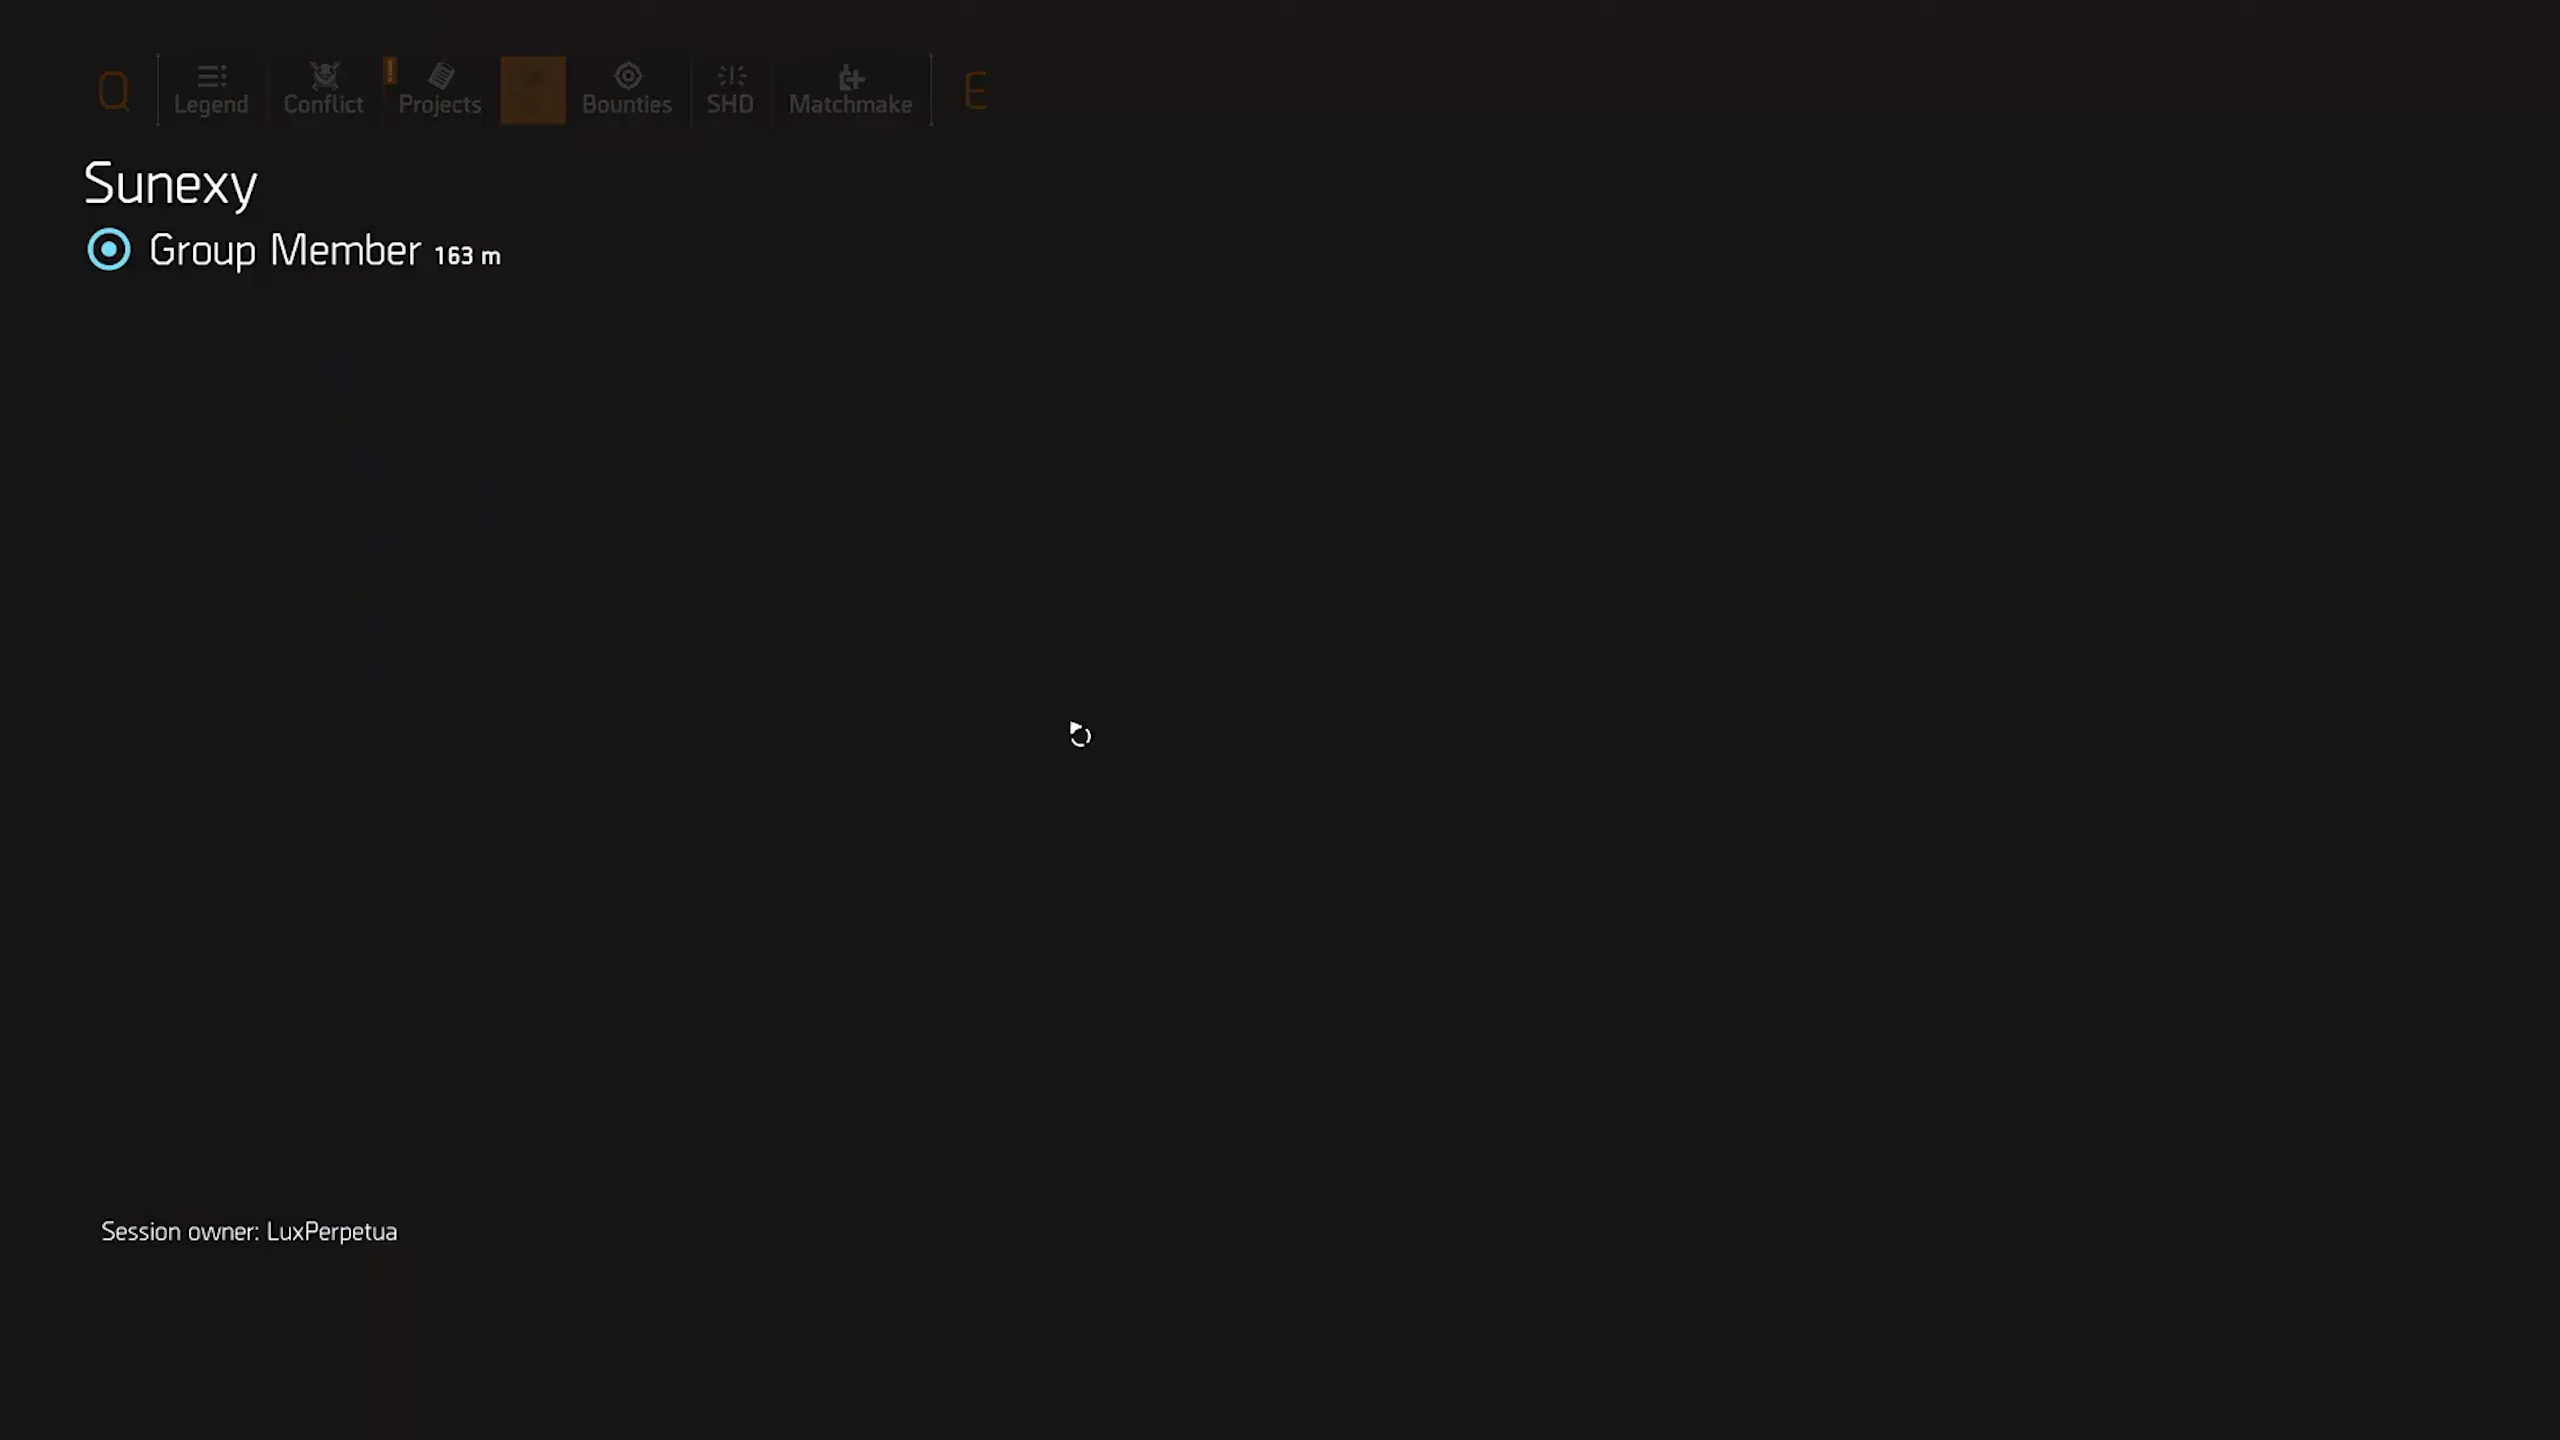 Q Legend Conflict Projects Bounties SHD Matchmake E
Sunexy
Group Member 163 m
Session owner: LuxPerpetua